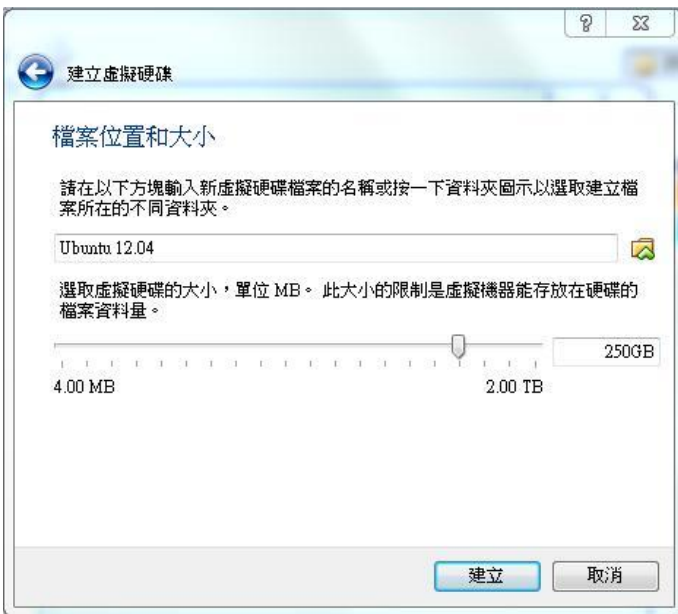 建立虛擬硬碟
檔案位置和大小
請在以下方塊輸入新虛擬硬碟檔案的名稱或按一下資料夾圖示以選取建立檔
案所在的不同資料夾。
Ubuntu 12.04
選取虛擬硬碟的大小，單位 MB。 此大小的限制是虛擬機器能存放在硬碟的
檔案資料量。
250GB
4.00 MB 2.00 TB
建立 取消